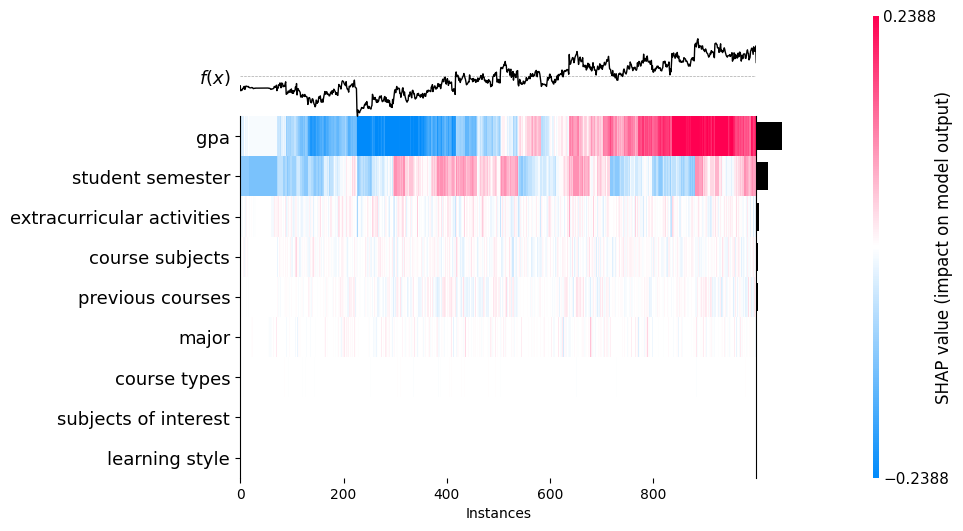 0.2388
f(x)
gpa
student semester
extracurricular activities
course subjects
previous courses
major
course types
subjects of interest
learning style
0 200 400 600 800
Instances
SHAP value (impact on model output)
−0.2388